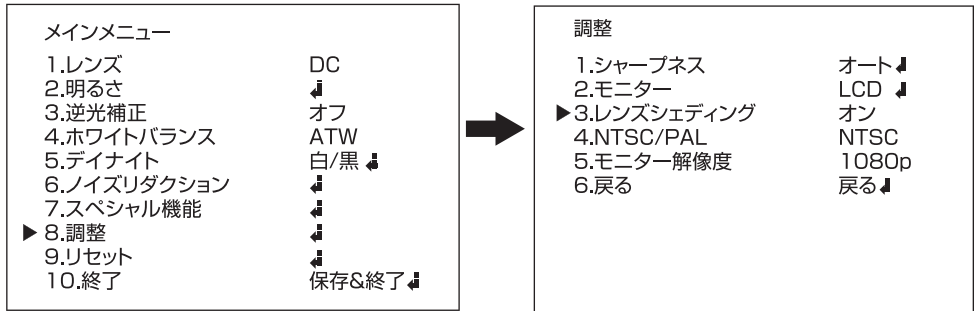 メインメニュー
1.レンズ DC
2.明るさ ↲
3.逆光補正 オフ
4.ホワイトバランス ATW
5.デイナイト 白/黒 ↲
6.ノイズリダクション ↲
7.スペシャル機能 ↲
▶ 8.調整 ↲
9.リセット ↲
10.終了 保存&終了↲
調整
1.シャープネス オート↲
2.モニター LCD ↲
▶3.レンズシェディング オン
4.NTSC/PAL NTSC
5.モニター解像度 1080p
6.戻る 戻る↲